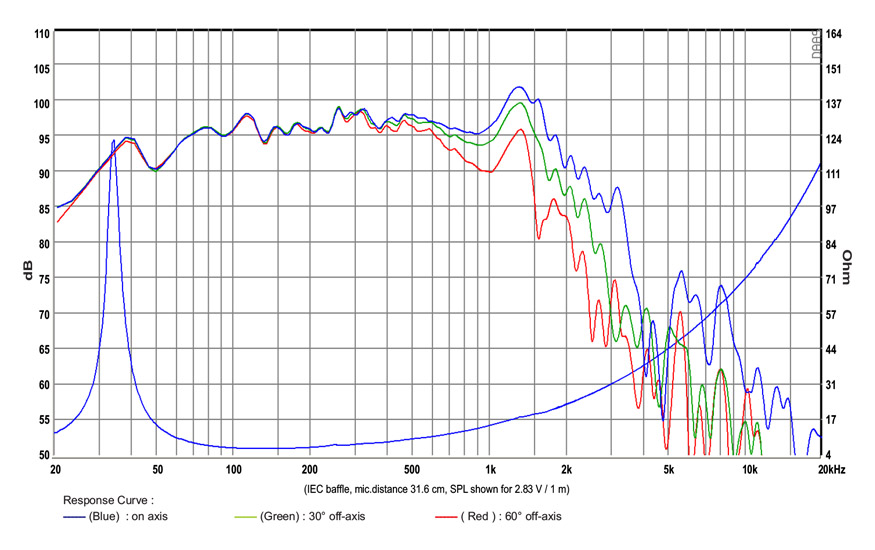 110 164
105 151
100 137
95 124
90 111
85 97
80 84
75 71
70 57
65 44
60 31
55 17
50 4
dB
Ohm
20 50 100 200 500 1k 2k 5k 10k 20kHz
(IEC baffle, mic.distance 31.6 cm, SPL shown for 2.83 V / 1 m)
Response Curve :
(Blue) : on axis (Green) : 30° off-axis ( Red ) : 60° off-axis